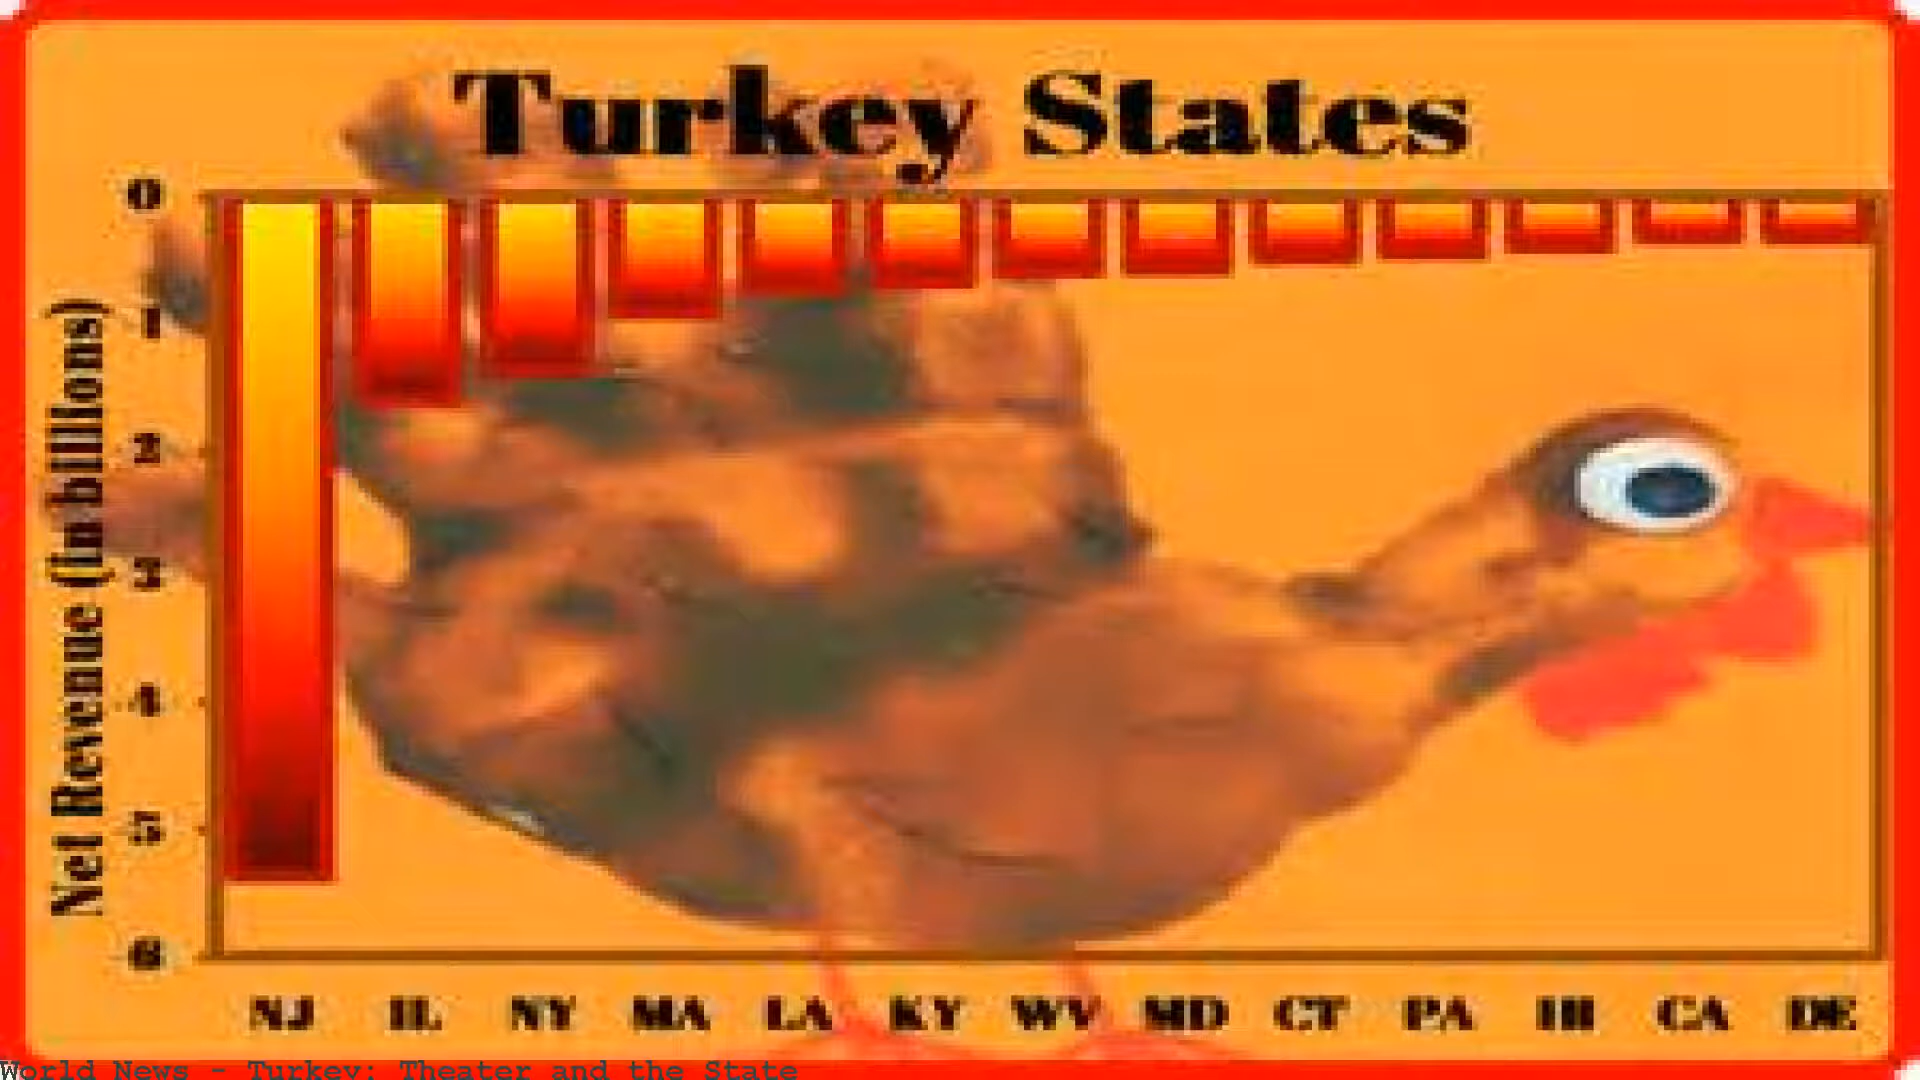 Turkey States
Net Revenue (in billions)
0
-1
-2
-3
-4
-5
-6
NJ IL NY MA LA KY WV MD CT PA HI CA DE
World News - Turkey: Theater and the State